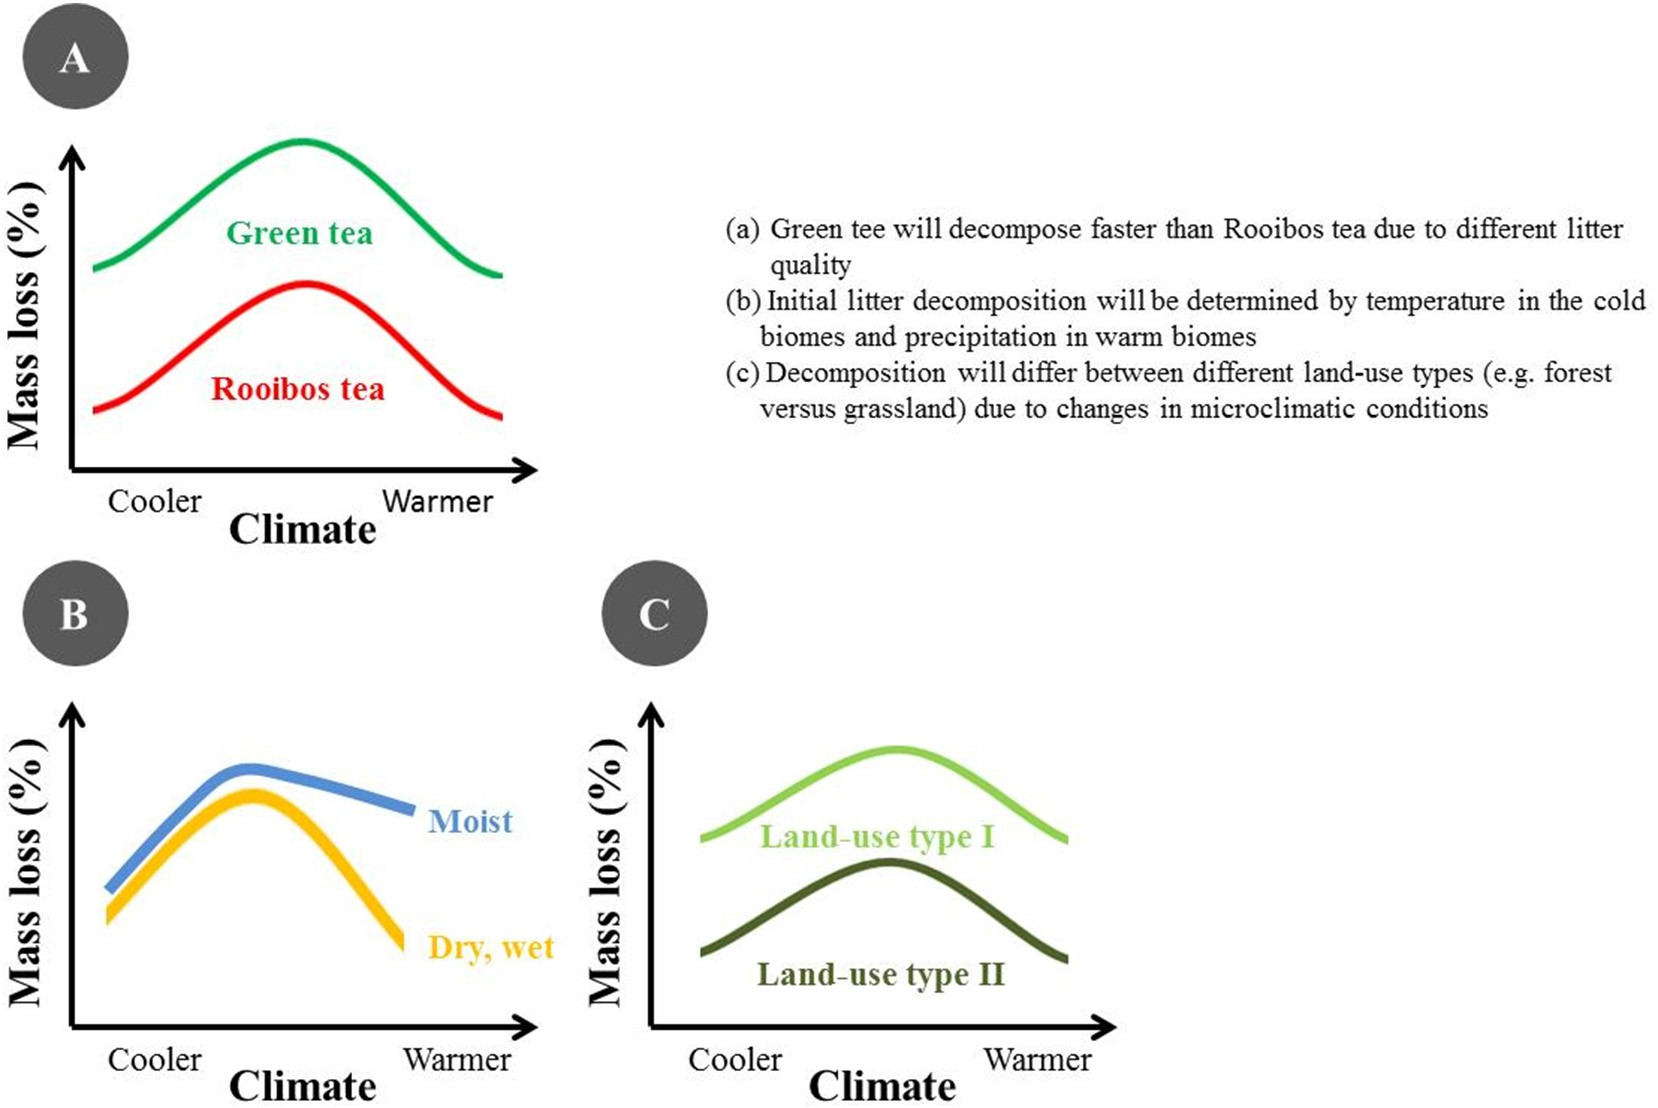 A
Mass loss (%)
Green tea
Rooibos tea
Cooler
Warmer
Climate
(a) Green tee will decompose faster than Rooibos tea due to different litter
quality
(b) Initial litter decomposition will be determined by temperature in the cold
biomes and precipitation in warm biomes
(c) Decomposition will differ between different land-use types (e.g. forest
versus grassland) due to changes in microclimatic conditions
B
Mass loss (%)
Moist
Dry, wet
Cooler
Warmer
Climate
C
Mass loss (%)
Land-use type I
Land-use type II
Cooler
Warmer
Climate